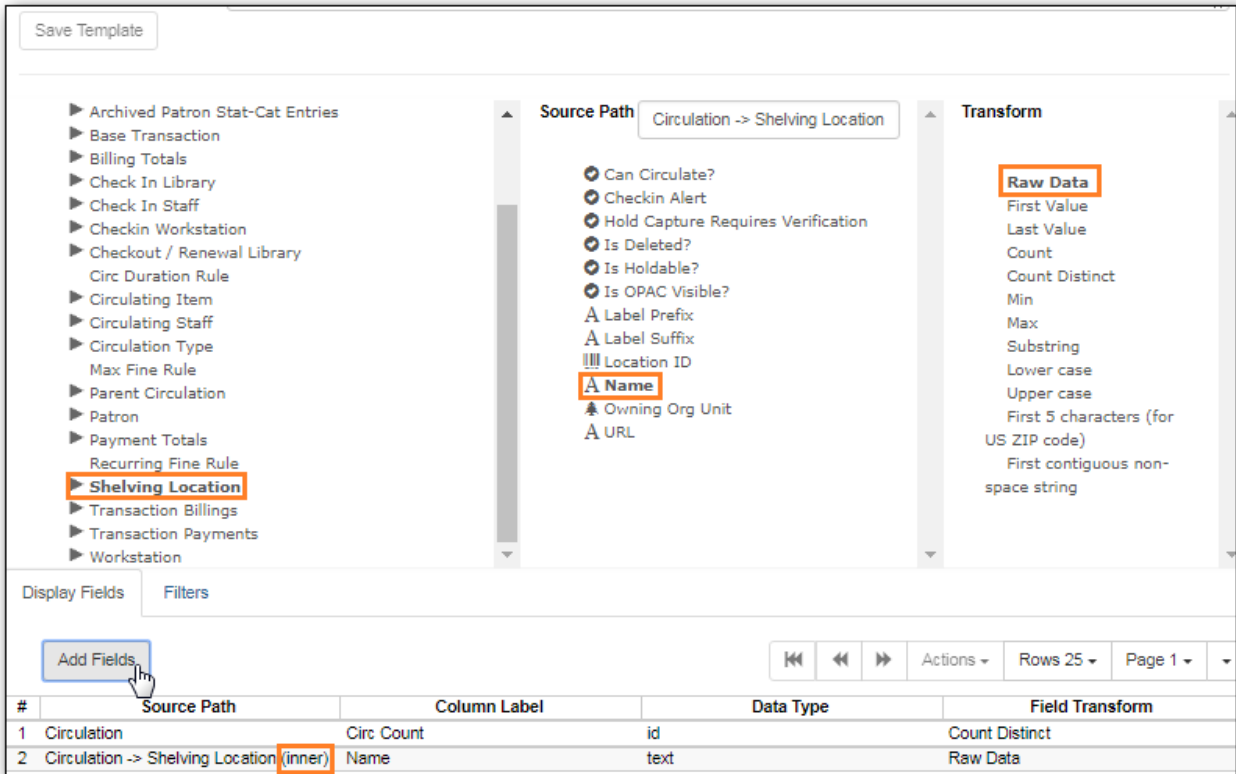 Save Template
Archived Patron Stat-Cat Entries
Base Transaction
Billing Totals
Check In Library
Check In Staff
Checkin Workstation
Checkout / Renewal Library
Circ Duration Rule
Circulating Item
Circulating Staff
Circulation Type
Max Fine Rule
Parent Circulation
Patron
Payment Totals
Recurring Fine Rule
Shelving Location
Transaction Billings
Transaction Payments
Workstation
Source Path Circulation -> Shelving Location
Can Circulate?
Checkin Alert
Hold Capture Requires Verification
Is Deleted?
Is Holdable?
Is OPAC Visible?
A Label Prefix
A Label Suffix
Location ID
A Name
Owning Org Unit
A URL
Transform
Raw Data
First Value
Last Value
Count
Count Distinct
Min
Max
Substring
Lower case
Upper case
First 5 characters (for
US ZIP code)
First contiguous non-
space string
Display Fields Filters
Add Fields Actions Rows 25 Page 1
# Source Path Column Label Data Type Field Transform
1 Circulation Circ Count id Count Distinct
2 Circulation -> Shelving Location (inner) Name text Raw Data